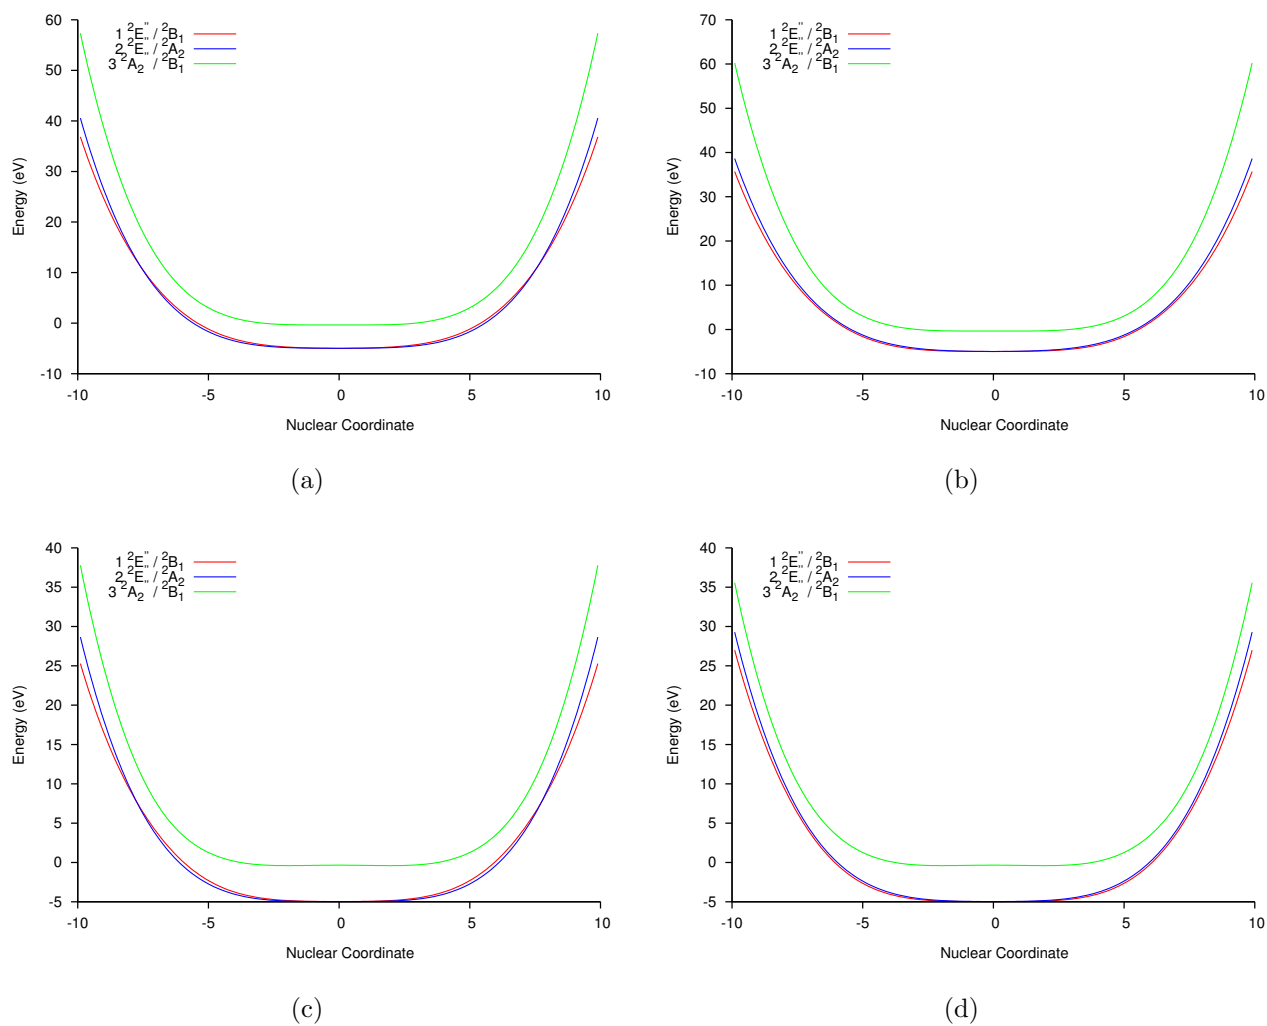 60
50
40
30
20
10
0
-10
-10 -5 0 5 10
Energy (eV)
Nuclear Coordinate
1 ²E'' / ²B₁
2 ²E'' / ²A₂
3 ²A₂'' / ²B₁
(a)
70
60
50
40
30
20
10
0
-10
-10 -5 0 5 10
Energy (eV)
Nuclear Coordinate
1 ²E'' / ²B₁
2 ²E'' / ²A₂
3 ²A₂'' / ²B₁
(b)
40
35
30
25
20
15
10
5
0
-5
-10 -5 0 5 10
Energy (eV)
Nuclear Coordinate
1 ²E'' / ²B₁
2 ²E'' / ²A₂
3 ²A₂'' / ²B₁
(c)
40
35
30
25
20
15
10
5
0
-5
-10 -5 0 5 10
Energy (eV)
Nuclear Coordinate
1 ²E'' / ²B₁
2 ²E'' / ²A₂
3 ²A₂'' / ²B₁
(d)